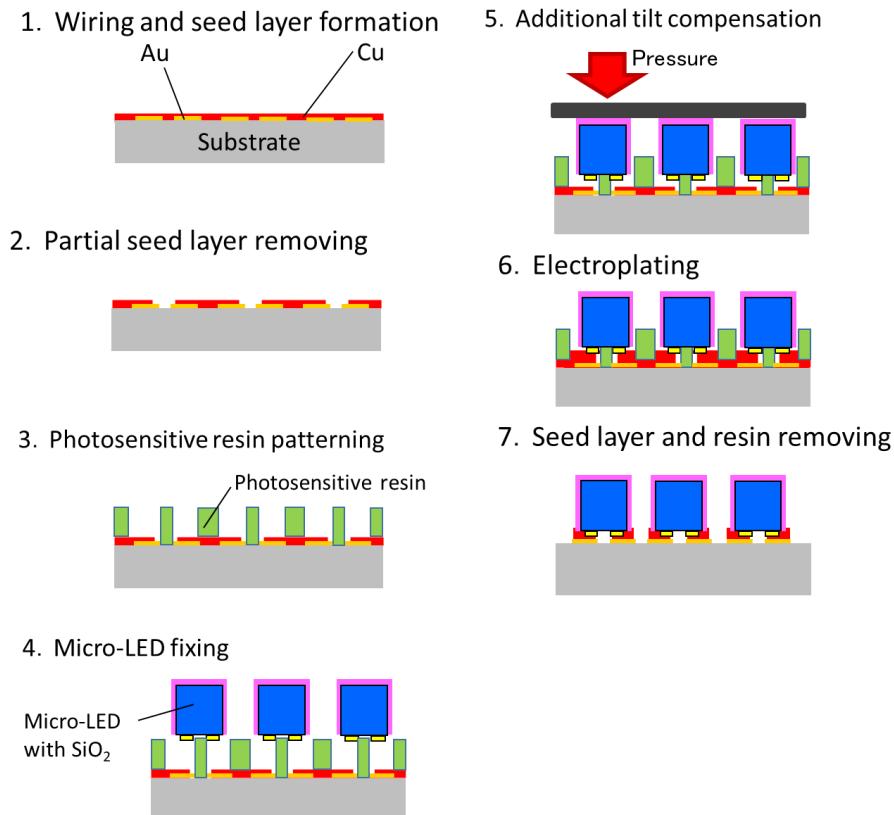 1. Wiring and seed layer formation
Au
Cu
Substrate
2. Partial seed layer removing
3. Photosensitive resin patterning
Photosensitive resin
4. Micro-LED fixing
Micro-LED
with SiO₂
5. Additional tilt compensation
Pressure
6. Electroplating
7. Seed layer and resin removing